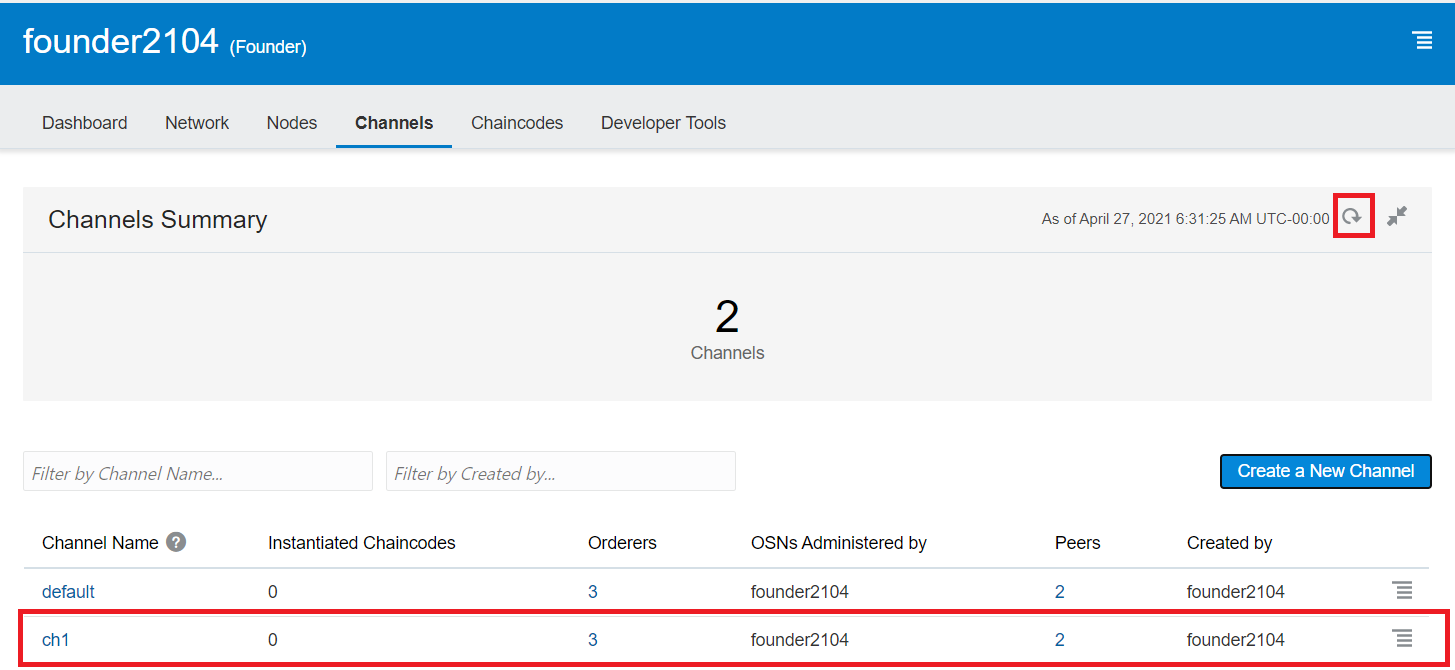 founder2104 (Founder)
Dashboard Network Nodes Channels Chaincodes Developer Tools
Channels Summary As of April 27, 2021 6:31:25 AM UTC-00:00
2
Channels
Filter by Channel Name... Filter by Created by... Create a New Channel
Channel Name ? Instantiated Chaincodes Orderers OSNs Administered by Peers Created by
default 0 3 founder2104 2 founder2104
ch1 0 3 founder2104 2 founder2104